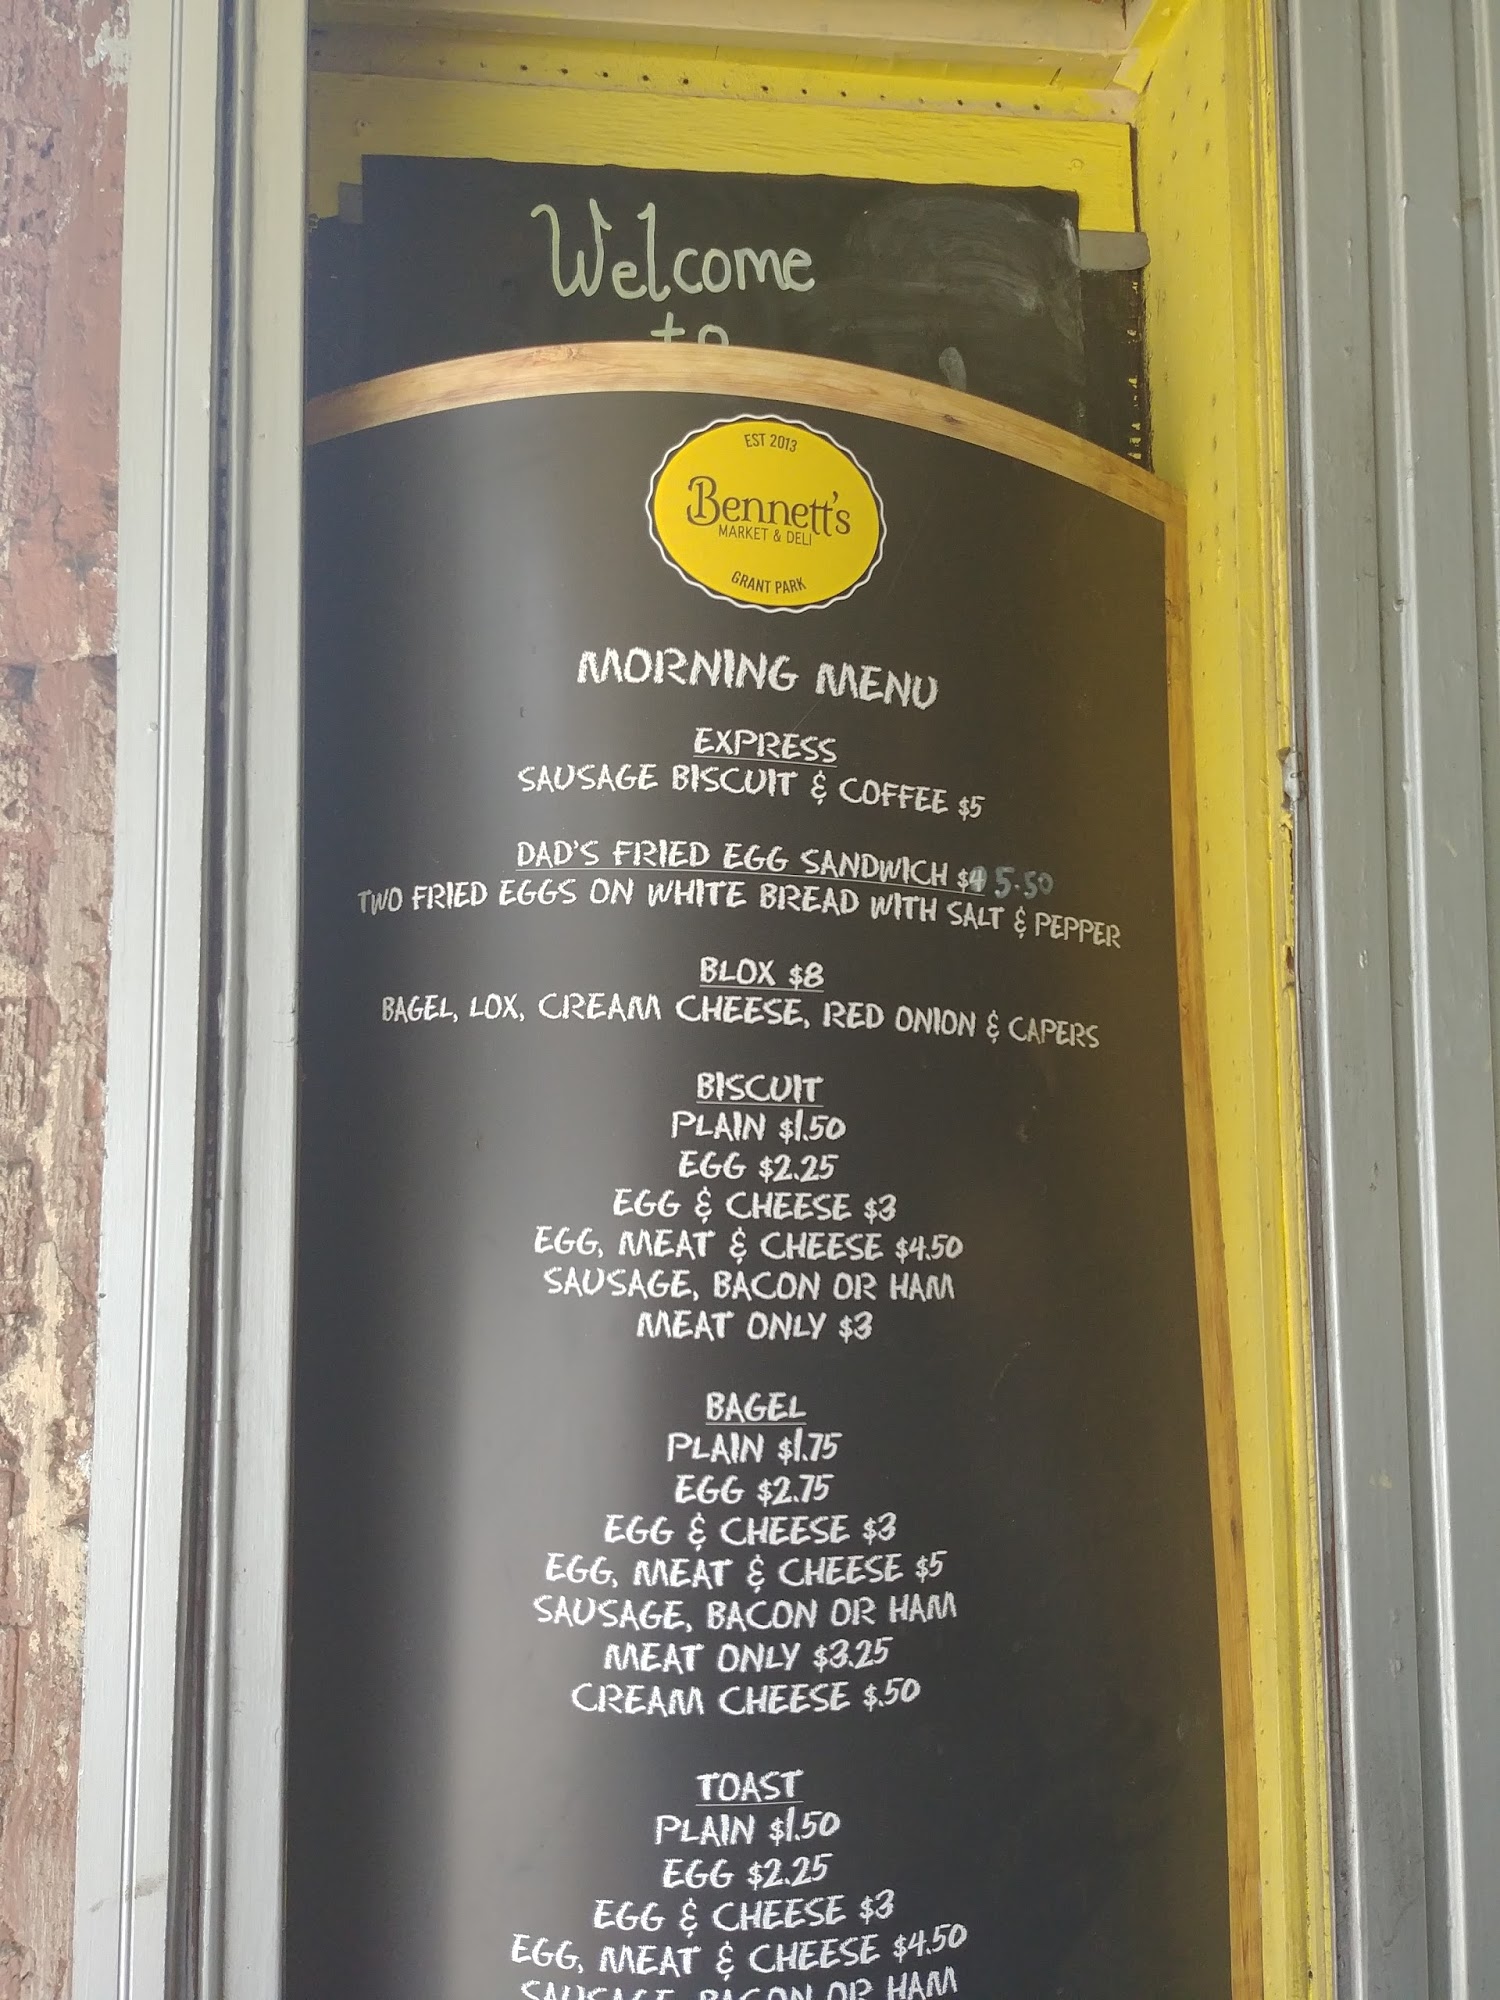 Welcome
to
EST 2013
Bennett's
MARKET & DELI
GRANT PARK
MORNING MENU
EXPRESS
SAUSAGE BISCUIT & COFFEE $5
DAD'S FRIED EGG SANDWICH $4 5.50
TWO FRIED EGGS ON WHITE BREAD WITH SALT & PEPPER
BLOX $8
BAGEL, LOX, CREAM CHEESE, RED ONION & CAPERS
BISCUIT
PLAIN $1.50
EGG $2.25
EGG & CHEESE $3
EGG, MEAT & CHEESE $4.50
SAUSAGE, BACON OR HAM
MEAT ONLY $3
BAGEL
PLAIN $1.75
EGG $2.75
EGG & CHEESE $3
EGG, MEAT & CHEESE $5
SAUSAGE, BACON OR HAM
MEAT ONLY $3.25
CREAM CHEESE $.50
TOAST
PLAIN $1.50
EGG $2.25
EGG & CHEESE $3
EGG, MEAT & CHEESE $4.50
SAUSAGE, BACON OR HAM